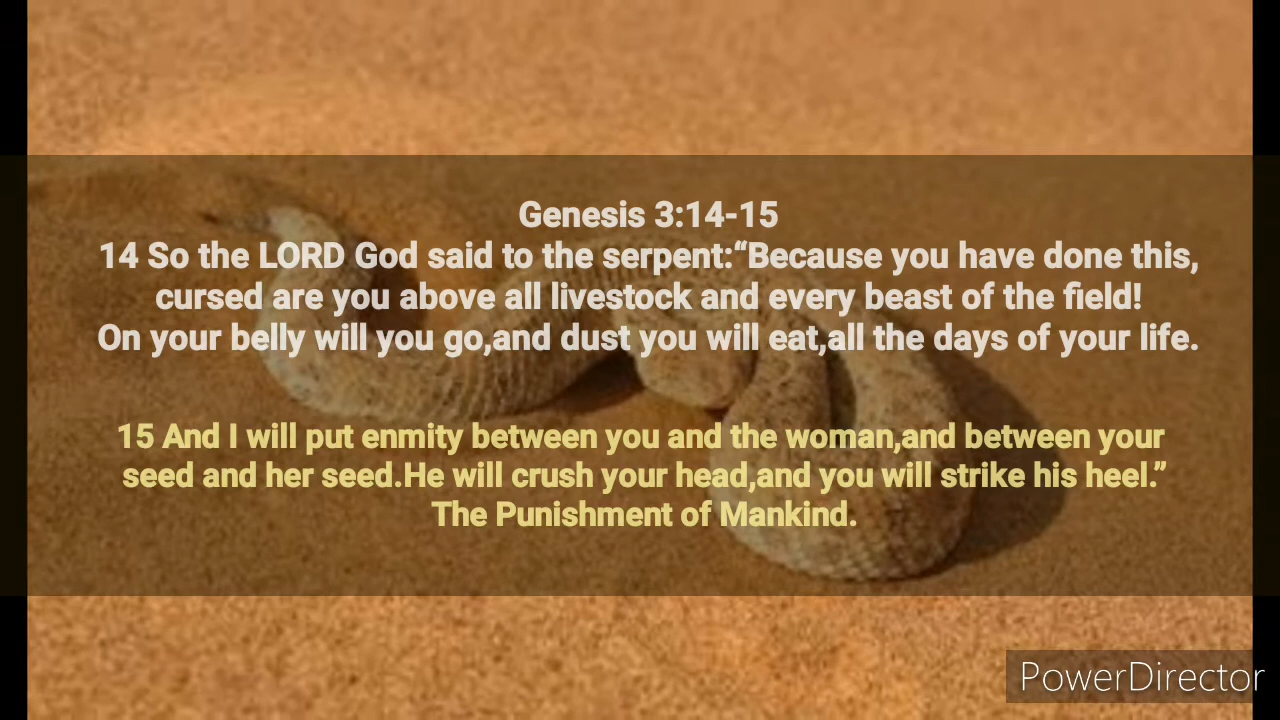 Genesis 3:14-15
14 So the LORD God said to the serpent:“Because you have done this,
cursed are you above all livestock and every beast of the field!
On your belly will you go,and dust you will eat,all the days of your life.
15 And I will put enmity between you and the woman,and between your
seed and her seed.He will crush your head,and you will strike his heel.”
The Punishment of Mankind.
PowerDirector